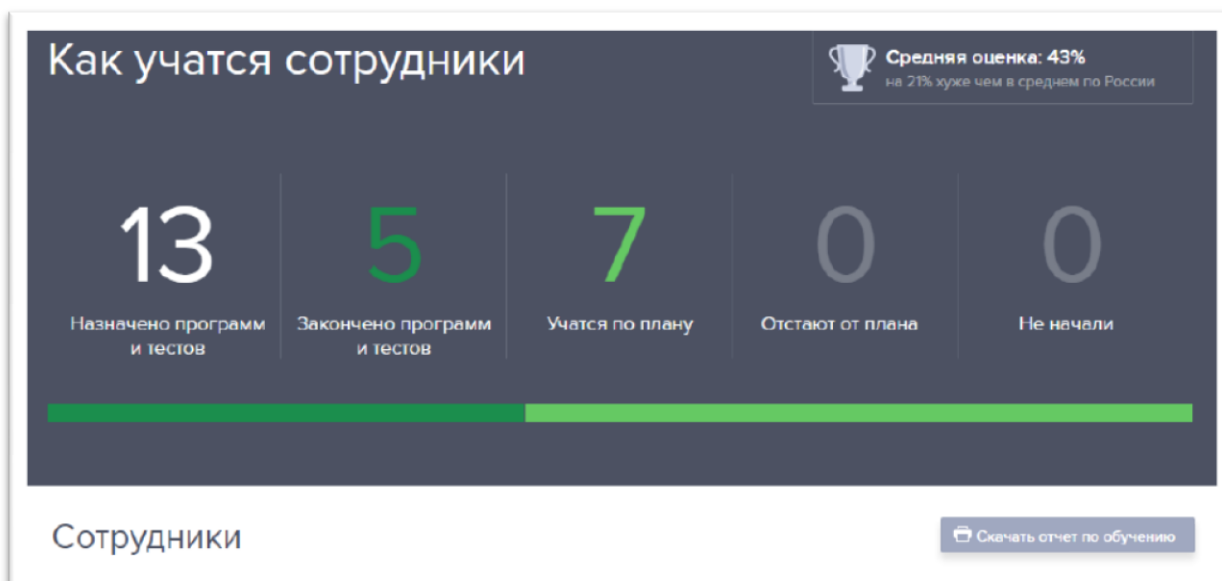 Как учатся сотрудники
Средняя оценка: 43%
на 21% хуже чем в среднем по России
13
Назначено программ
и тестов
5
Закончено программ
и тестов
7
Учатся по плану
0
Отстают от плана
0
Не начали
Сотрудники
Скачать отчет по обучению